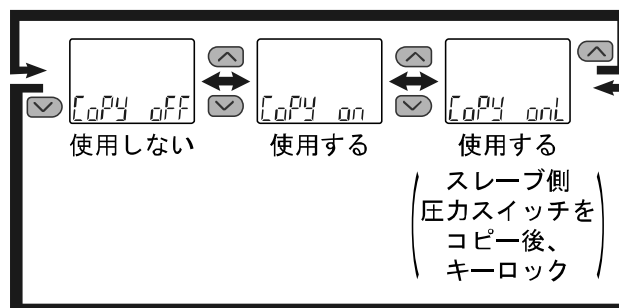 CoPY oFF
CoPY on
CoPY onL
使用しない
使用する
使用する
スレーブ側
圧力スイッチを
コピー後、
キーロック